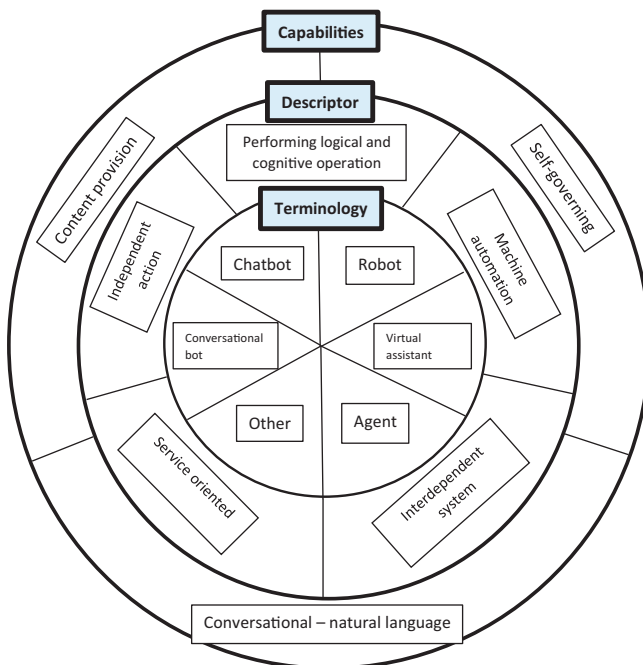 Capabilities
Descriptor
Performing logical and
cognitive operation
Content provision
Self-governing
Terminology
Independent
action
Machine
automation
Chatbot
Robot
Conversational
bot
Virtual
assistant
Other
Agent
Service oriented
Interdependent
system
Conversational – natural language